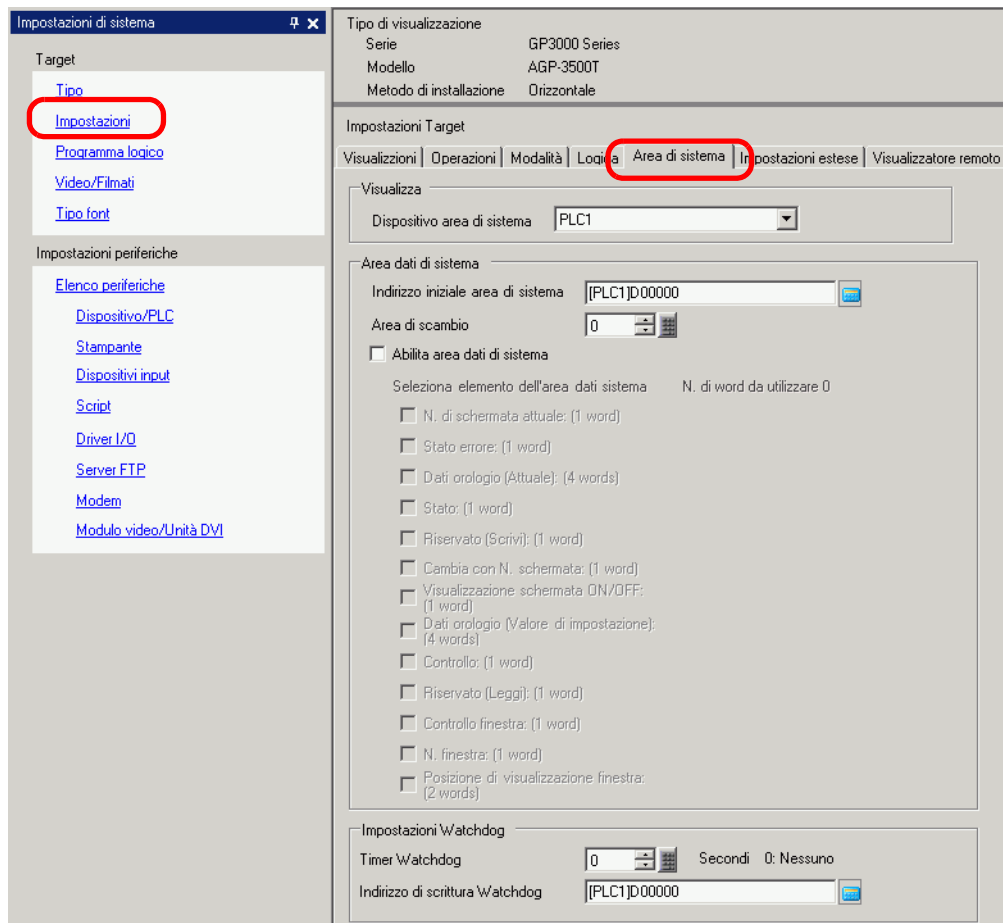 Impostazioni di sistema
Target
Tipo
Impostazioni
Programma logico
Video/Filmati
Tipo font
Impostazioni periferiche
Elenco periferiche
Dispositivo/PLC
Stampante
Dispositivi input
Script
Driver I/O
Server FTP
Modem
Modulo video/Unità DVI
Tipo di visualizzazione
Serie GP3000 Series
Modello AGP-3500T
Metodo di installazione Orizzontale
Impostazioni Target
Visualizzioni Operazioni Modalità Logica Area di sistema Impostazioni estese Visualizzatore remoto
Visualizza
Dispositivo area di sistema PLC1
Area dati di sistema
Indirizzo iniziale area di sistema [PLC1]D00000
Area di scambio 0
Abilita area dati di sistema
Seleziona elemento dell'area dati sistema N. di word da utilizzare 0
N. di schermata attuale: (1 word)
Stato errore: (1 word)
Dati orologio (Attuale): (4 words)
Stato: (1 word)
Riservato (Scrivi): (1 word)
Cambia con N. schermata: (1 word)
Visualizzazione schermata ON/OFF:
(1 word)
Dati orologio (Valore di impostazione):
(4 words)
Controllo: (1 word)
Riservato (Leggi): (1 word)
Controllo finestra: (1 word)
N. finestra: (1 word)
Posizione di visualizzazione finestra:
(2 words)
Impostazioni Watchdog
Timer Watchdog 0 Secondi 0: Nessuno
Indirizzo di scrittura Watchdog [PLC1]D00000